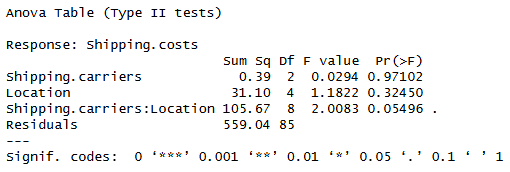 Anova Table (Type II tests)

Response: Shipping.costs
                          Sum Sq Df F value  Pr(>F)
Shipping.carriers           0.39  2  0.0294 0.97102
Location                   31.10  4  1.1822 0.32450
Shipping.carriers:Location 105.67  8  2.0083 0.05496 .
Residuals                 559.04 85
---
Signif. codes:  0 ‘***’ 0.001 ‘**’ 0.01 ‘*’ 0.05 ‘.’ 0.1 ‘ ’ 1